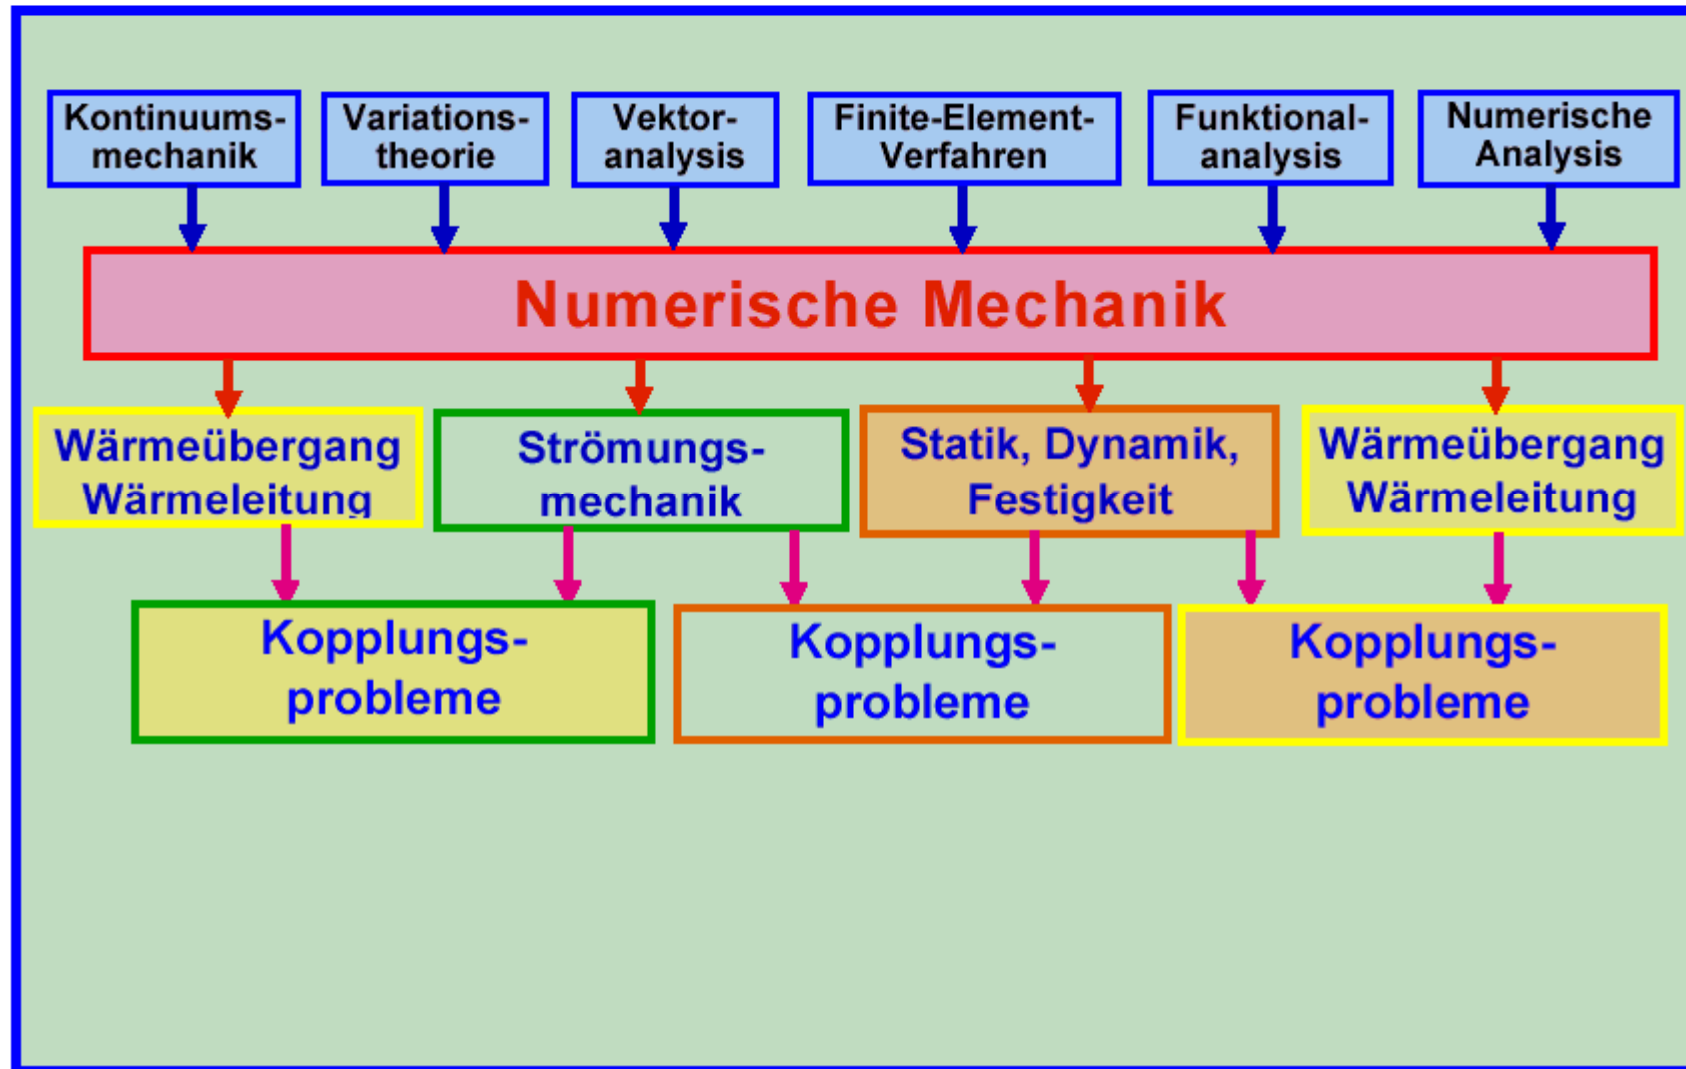 Kontinuums-
mechanik
Variations-
theorie
Vektor-
analysis
Finite-Element-
Verfahren
Funktional-
analysis
Numerische
Analysis
Numerische Mechanik
Wärmeübergang
Wärmeleitung
Strömungs-
mechanik
Statik, Dynamik,
Festigkeit
Wärmeübergang
Wärmeleitung
Kopplungs-
probleme
Kopplungs-
probleme
Kopplungs-
probleme